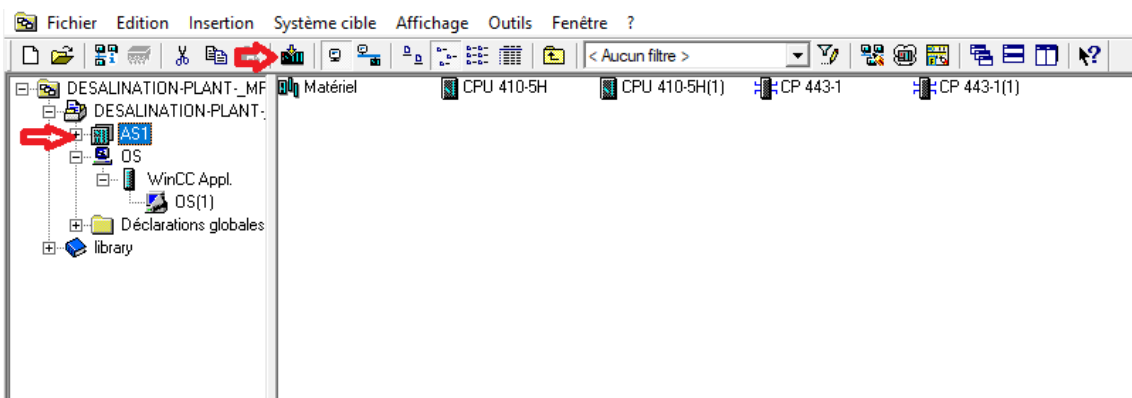 Fichier Edition Insertion Système cible Affichage Outils Fenêtre ?
< Aucun filtre >
DESALINATION-PLANT-_MF
DESALINATION-PLANT-
AS1
OS
WinCC Appl.
OS(1)
Déclarations globales
library
Matériel CPU 410-5H CPU 410-5H(1) CP 443-1 CP 443-1(1)